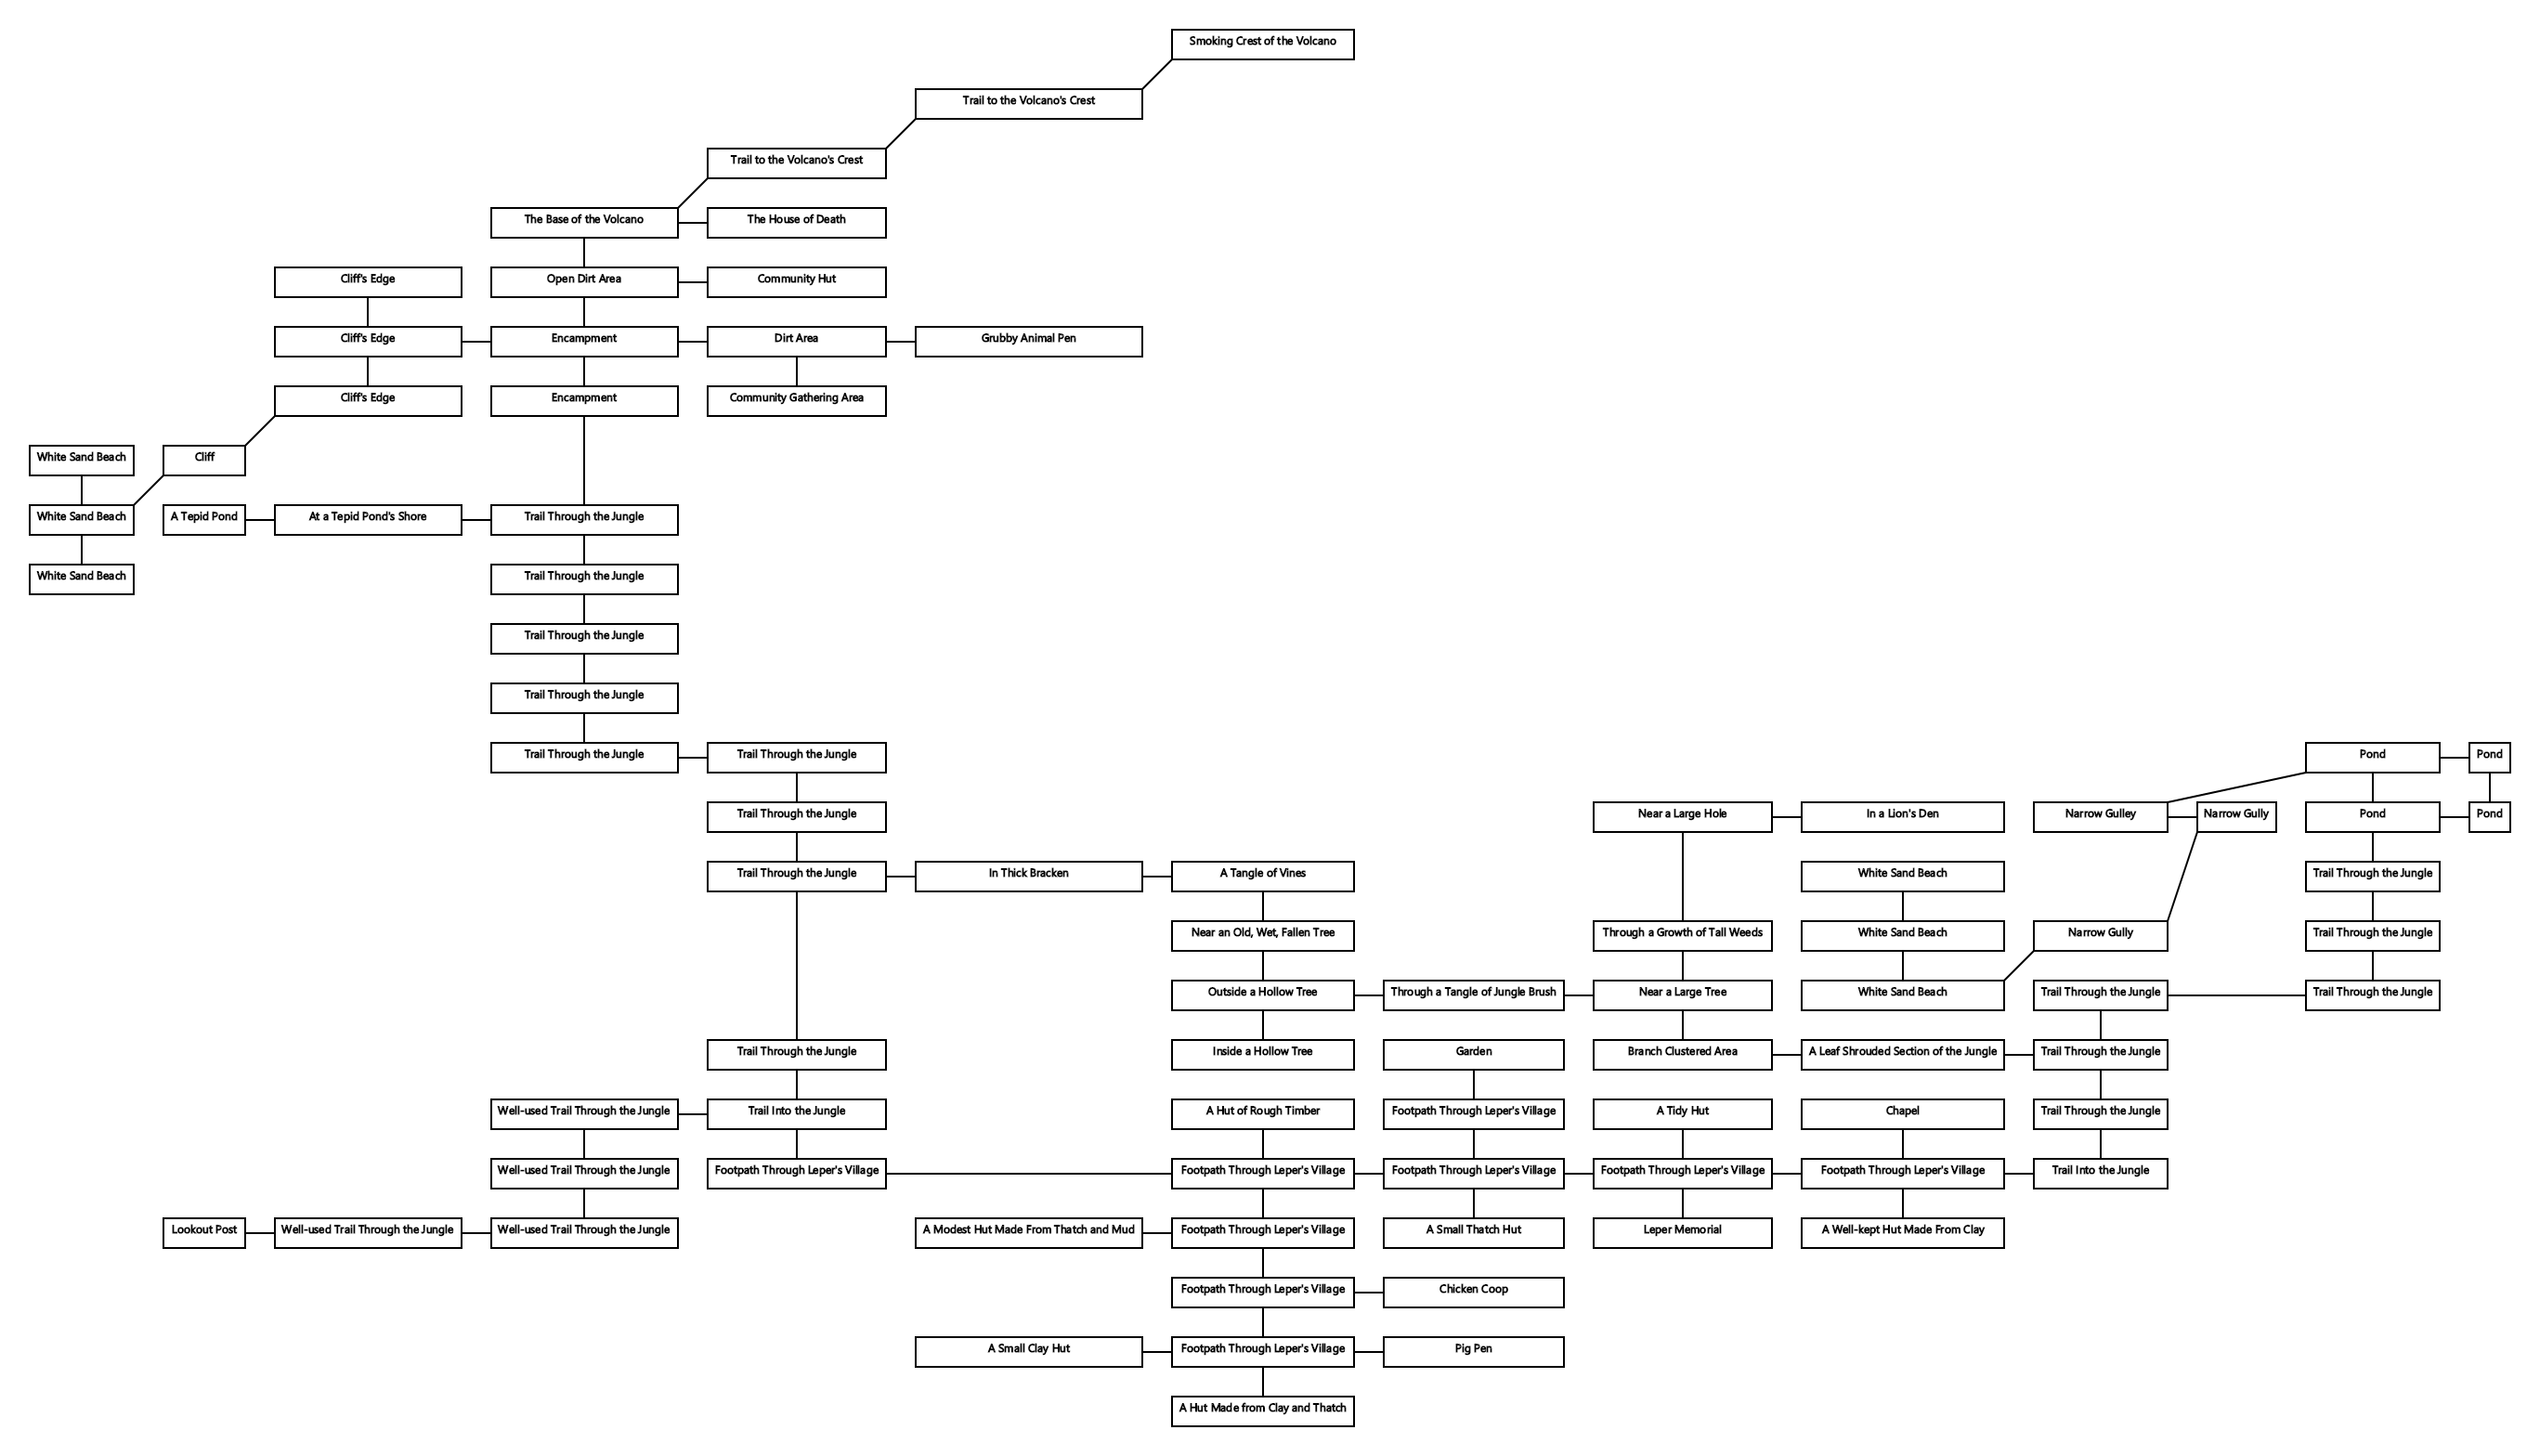 Smoking Crest of the Volcano
Trail to the Volcano's Crest
Trail to the Volcano's Crest
The Base of the Volcano
The House of Death
Cliff's Edge
Open Dirt Area
Community Hut
Cliff's Edge
Encampment
Dirt Area
Grubby Animal Pen
Cliff's Edge
Encampment
Community Gathering Area
White Sand Beach
Cliff
White Sand Beach
A Tepid Pond
At a Tepid Pond's Shore
Trail Through the Jungle
White Sand Beach
Trail Through the Jungle
Trail Through the Jungle
Trail Through the Jungle
Trail Through the Jungle
Trail Through the Jungle
Pond
Pond
Trail Through the Jungle
Near a Large Hole
In a Lion's Den
Narrow Gulley
Narrow Gully
Pond
Pond
Trail Through the Jungle
In Thick Bracken
A Tangle of Vines
White Sand Beach
Trail Through the Jungle
Near an Old, Wet, Fallen Tree
Through a Growth of Tall Weeds
White Sand Beach
Narrow Gully
Trail Through the Jungle
Outside a Hollow Tree
Through a Tangle of Jungle Brush
Near a Large Tree
White Sand Beach
Trail Through the Jungle
Trail Through the Jungle
Trail Through the Jungle
Inside a Hollow Tree
Garden
Branch Clustered Area
A Leaf Shrouded Section of the Jungle
Trail Through the Jungle
Well-used Trail Through the Jungle
Trail Into the Jungle
A Hut of Rough Timber
Footpath Through Leper's Village
A Tidy Hut
Chapel
Trail Through the Jungle
Well-used Trail Through the Jungle
Footpath Through Leper's Village
Footpath Through Leper's Village
Footpath Through Leper's Village
Footpath Through Leper's Village
Footpath Through Leper's Village
Trail Into the Jungle
Lookout Post
Well-used Trail Through the Jungle
Well-used Trail Through the Jungle
A Modest Hut Made From Thatch and Mud
Footpath Through Leper's Village
A Small Thatch Hut
Leper Memorial
A Well-kept Hut Made From Clay
Footpath Through Leper's Village
Chicken Coop
A Small Clay Hut
Footpath Through Leper's Village
Pig Pen
A Hut Made from Clay and Thatch